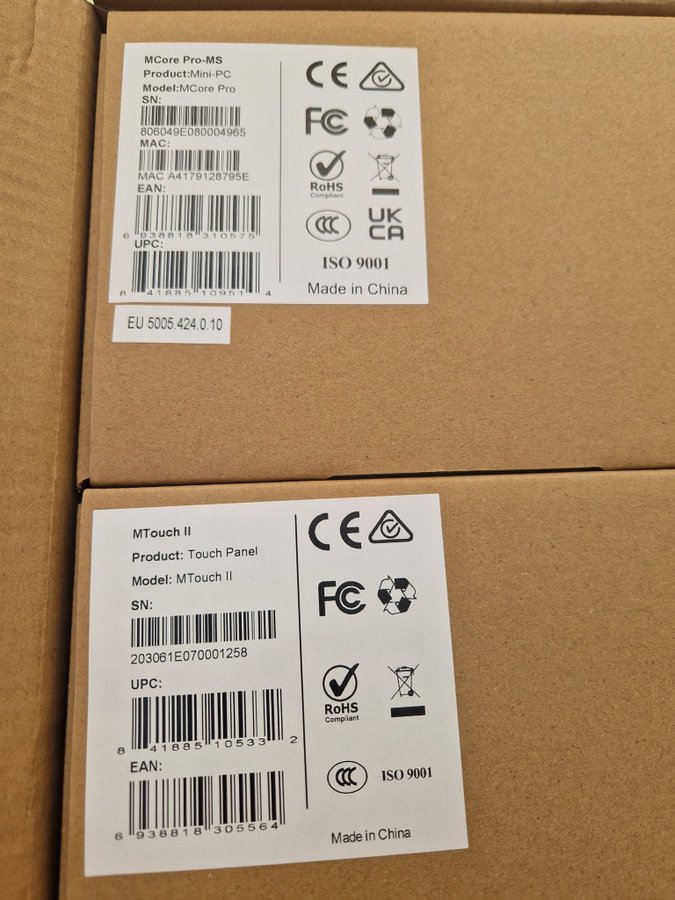 MCore Pro-MS
Product:Mini-PC
Model:MCore Pro
SN:
806049E080004965
MAC:
MAC A4179128795E
EAN:
6 938818 310575
UPC:
8 41885 10951 4
CE
FC
RoHS
Compliant
CCC
UK
CA
ISO 9001
Made in China
EU 5005.424.0.10
MTouch II
Product: Touch Panel
Model: MTouch II
SN:
203061E070001258
UPC:
8 41885 10533 2
EAN:
6 938818 305564
CE
FC
RoHS
Compliant
CCC
ISO 9001
Made in China